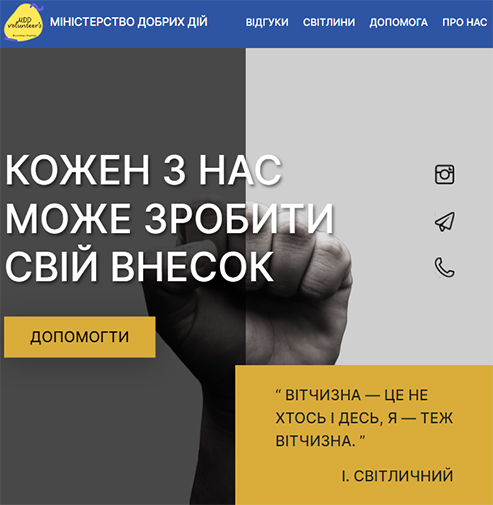 MDD
volunteer's
МІНІСТЕРСТВО ДОБРИХ ДІЙ
ВІДГУКИ СВІТЛИНИ ДОПОМОГА ПРО НАС
КОЖЕН З НАС
МОЖЕ ЗРОБИТИ
СВІЙ ВНЕСОК
ДОПОМОГТИ
“ ВІТЧИЗНА — ЦЕ НЕ
ХТОСЬ І ДЕСЬ, Я — ТЕЖ
ВІТЧИЗНА. ”
І. СВІТЛИЧНИЙ